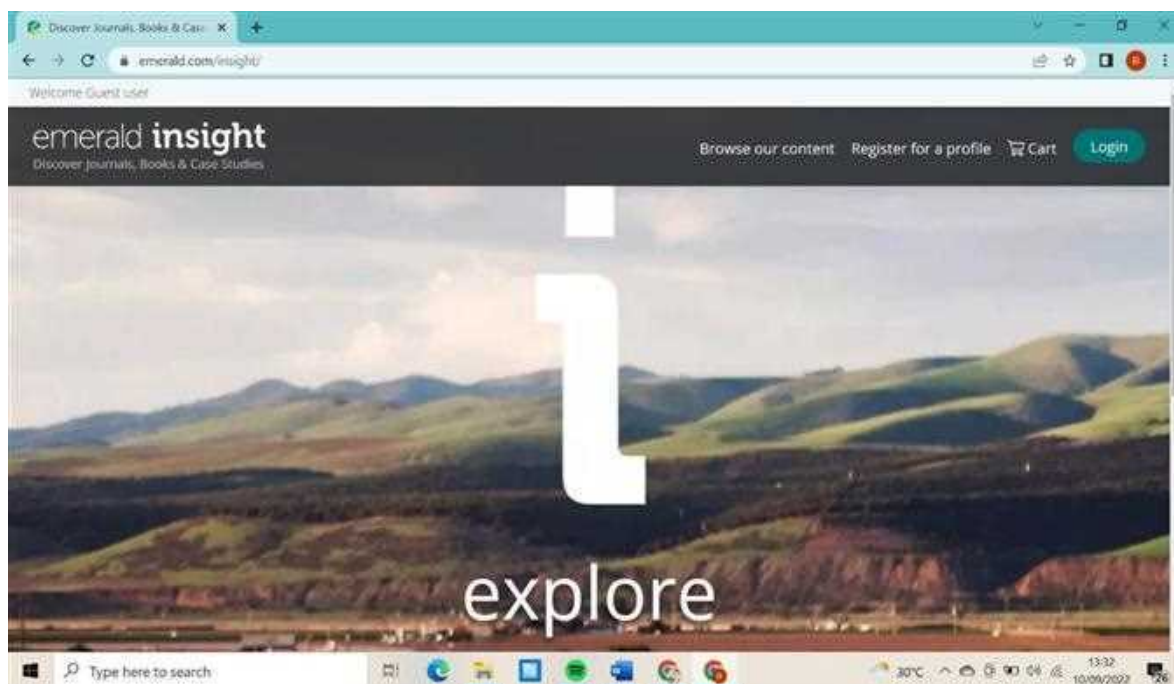 Discover Journals, Books & Case
emerald.com/insight/
Welcome Guest user
emerald insight
Discover Journals, Books & Case Studies
Browse our content Register for a profile Cart Login
i
explore
Type here to search
30°C
13:32
10/09/2022